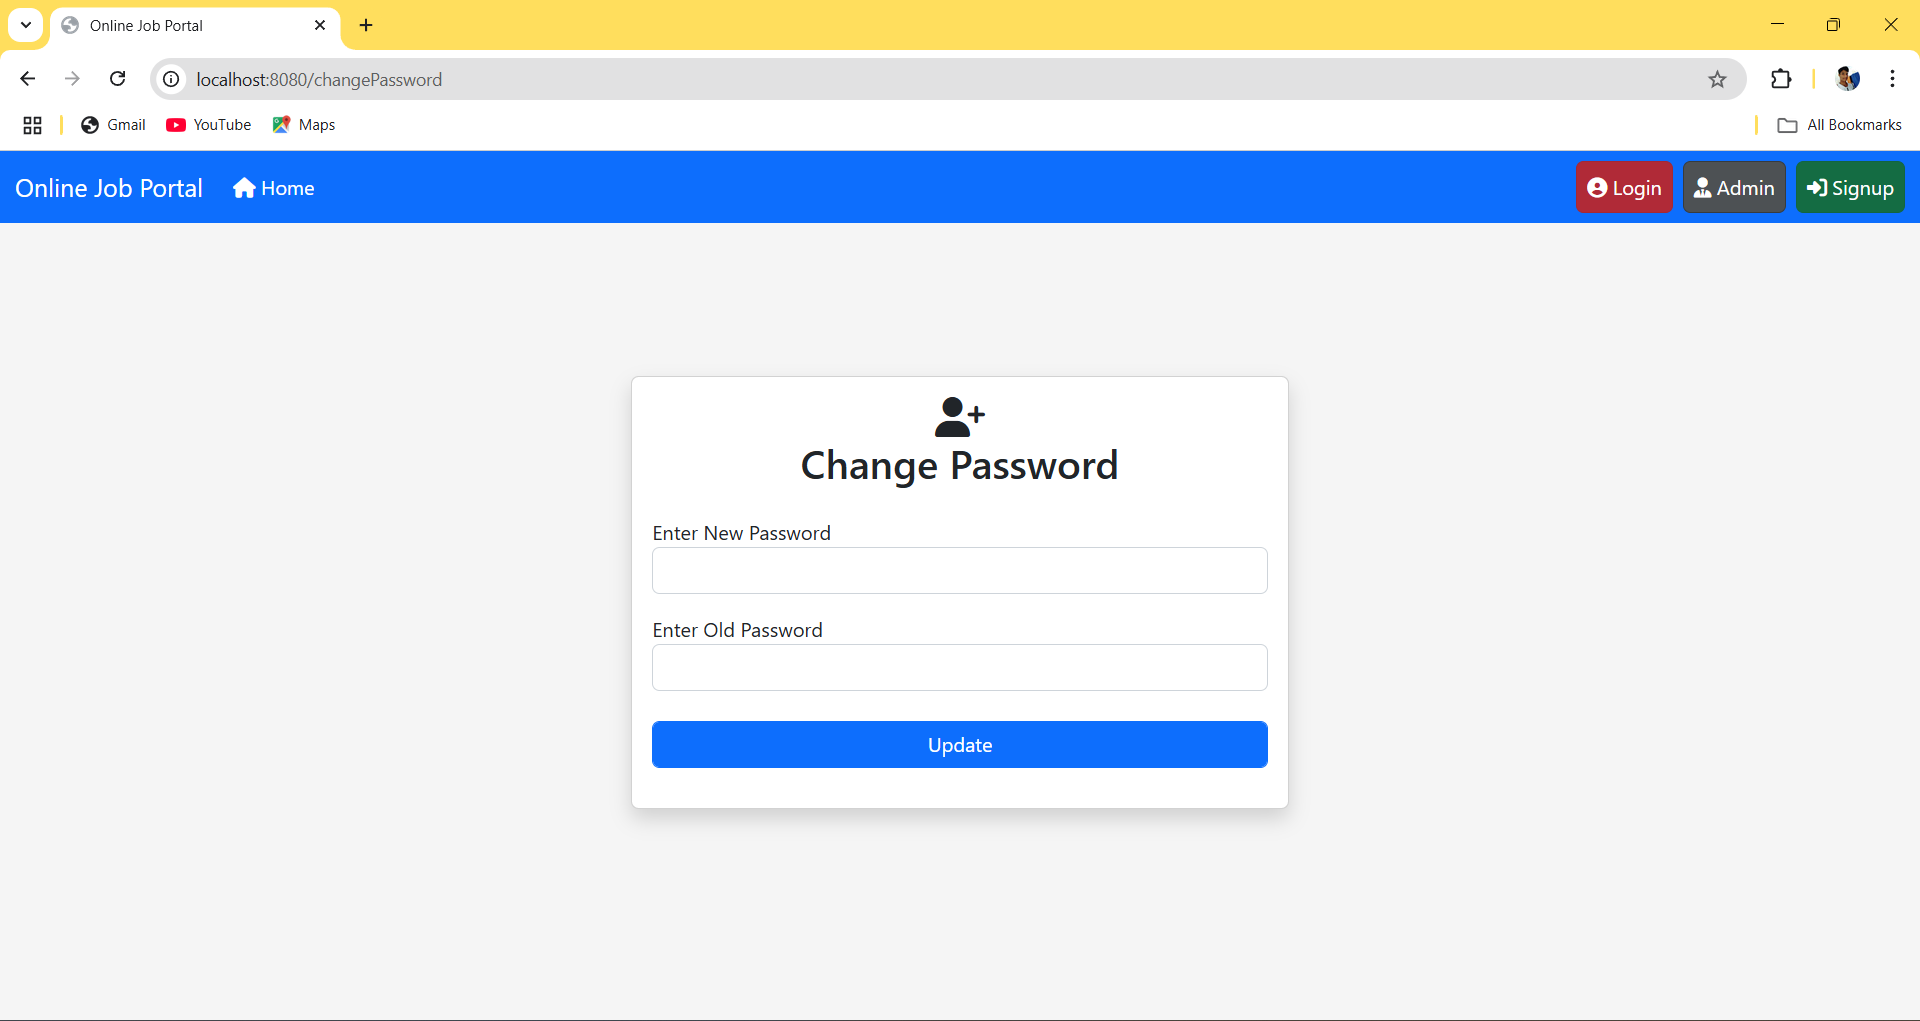 Online Job Portal
localhost:8080/changePassword
Gmail YouTube Maps All Bookmarks
Online Job Portal Home Login Admin Signup
Change Password
Enter New Password
Enter Old Password
Update